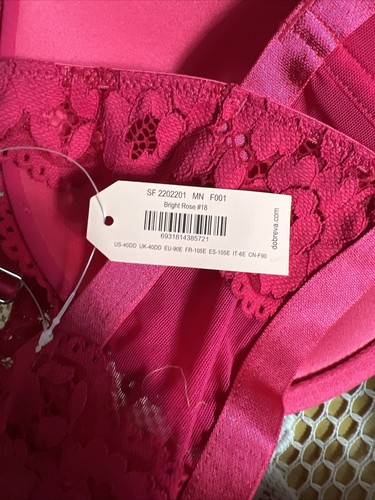 SF 2202201 MN F001
Bright Rose #18
6931814385721
US-40DD UK-40DD EU-90E FR-105E ES-105E IT-6E CN-F90
dobreva.com